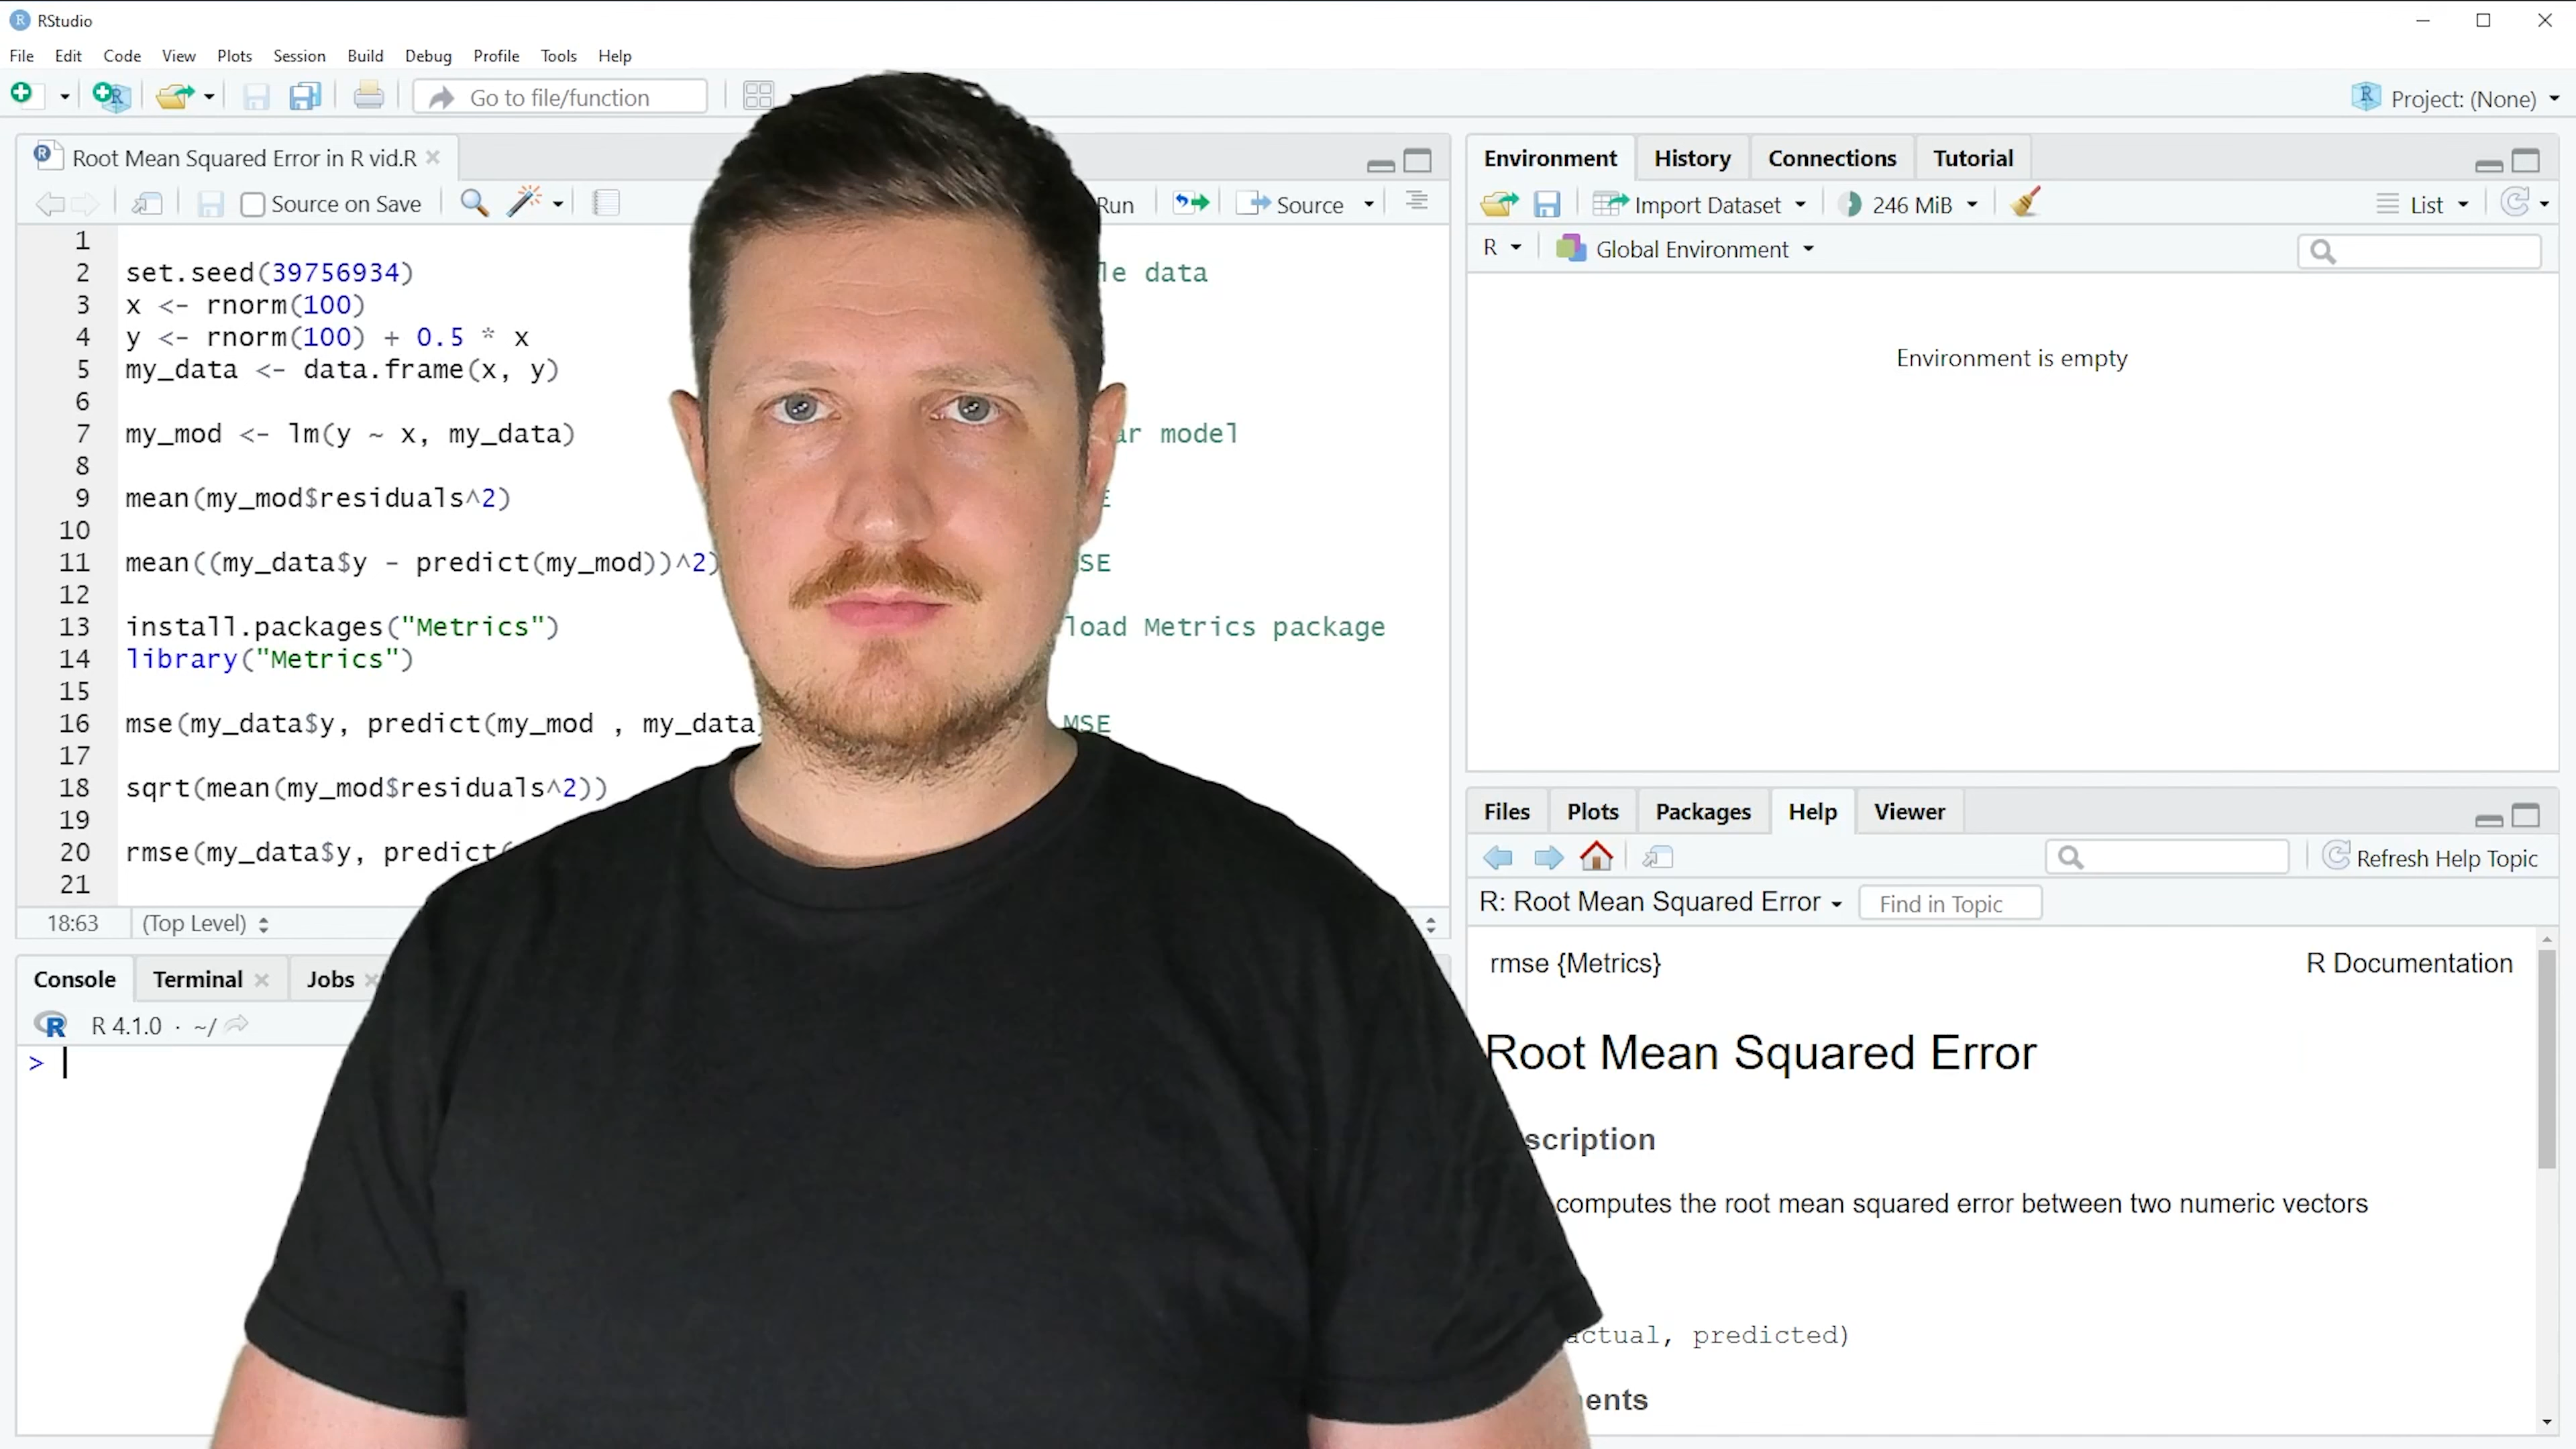 RStudio
File Edit Code View Plots Session Build Debug Profile Tools Help
Go to file/function
Project: (None)
Root Mean Squared Error in R vid.R
Source on Save
Run
Source
1
2 set.seed(39756934) data
3 x <- rnorm(100)
4 y <- rnorm(100) + 0.5 * x
5 my_data <- data.frame(x, y)
6
7 my_mod <- lm(y ~ x, my_data) model
8
9 mean(my_mod$residuals^2)
10
11 mean((my_data$y - predict(my_mod))^2) SE
12
13 install.packages("Metrics") load Metrics package
14 library("Metrics")
15
16 mse(my_data$y, predict(my_mod , my_data MSE
17
18 sqrt(mean(my_mod$residuals^2))
19
20 rmse(my_data$y, predict(
21
18:63 (Top Level)
Console Terminal Jobs
R 4.1.0 · ~/
>
Environment History Connections Tutorial
Import Dataset 246 MiB List
R Global Environment
Environment is empty
Files Plots Packages Help Viewer
Refresh Help Topic
R: Root Mean Squared Error Find in Topic
rmse {Metrics} R Documentation
Root Mean Squared Error
scription
computes the root mean squared error between two numeric vectors
actual, predicted)
ents